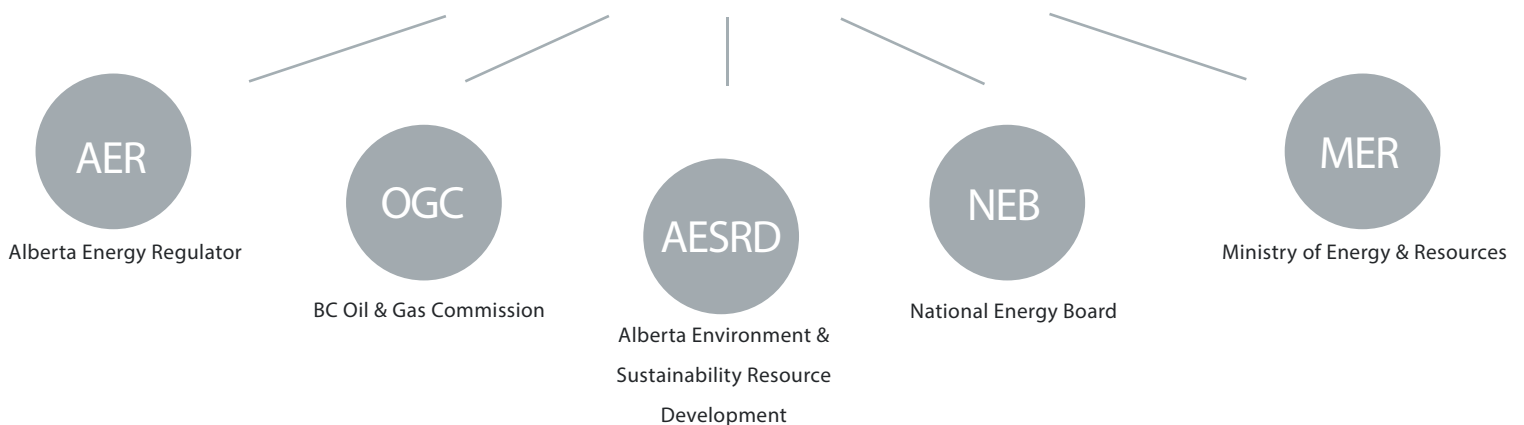 AER
Alberta Energy Regulator
OGC
BC Oil & Gas Commission
AESRD
Alberta Environment &
Sustainability Resource
Development
NEB
National Energy Board
MER
Ministry of Energy & Resources